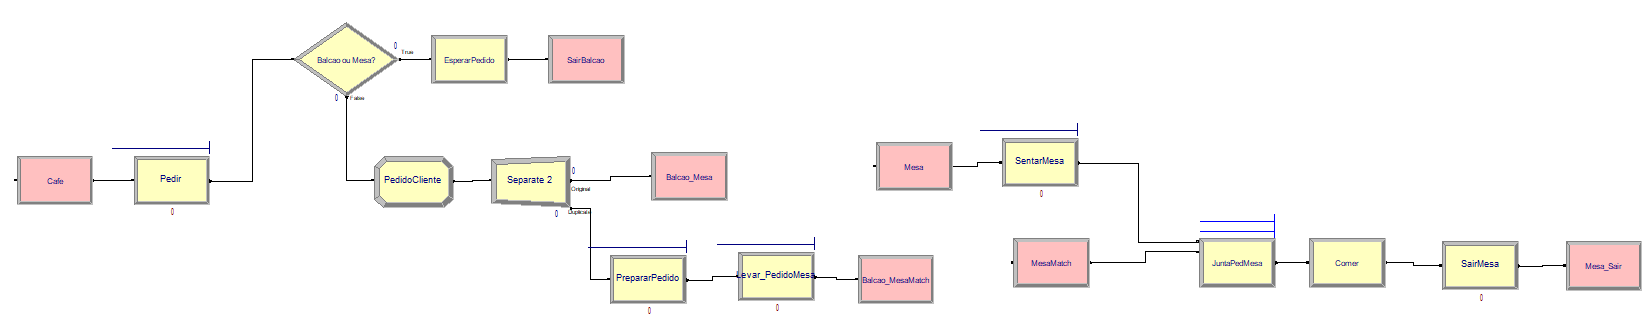 0
Balcao ou Mesa?
True
EsperarPedido
SairBalcao
0
False
Cafe
Pedir
0
PedidoCliente
Separate 2
0
Original
0
Duplicate
Balcao_Mesa
PrepararPedido
0
Levar_PedidoMesa
0
Balcao_MesaMatch
Mesa
SentarMesa
0
MesaMatch
JuntaPedMesa
Comer
SairMesa
0
Mesa_Sair